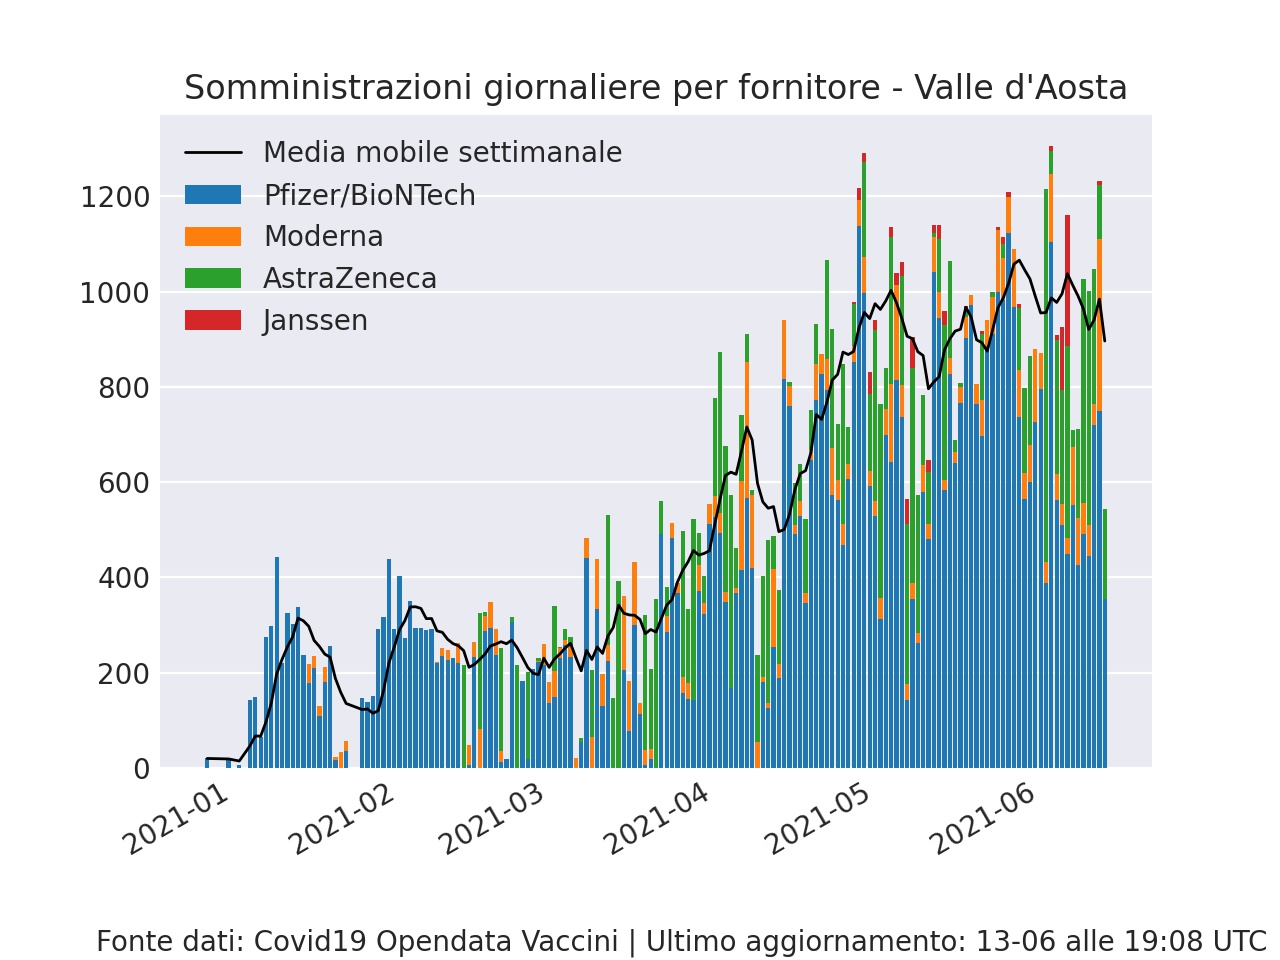 Somministrazioni giornaliere per fornitore - Valle d'Aosta
Media mobile settimanale
Pfizer/BioNTech
Moderna
AstraZeneca
Janssen
1200
1000
800
600
400
200
0
2021-01
2021-02
2021-03
2021-04
2021-05
2021-06
Fonte dati: Covid19 Opendata Vaccini | Ultimo aggiornamento: 13-06 alle 19:08 UTC